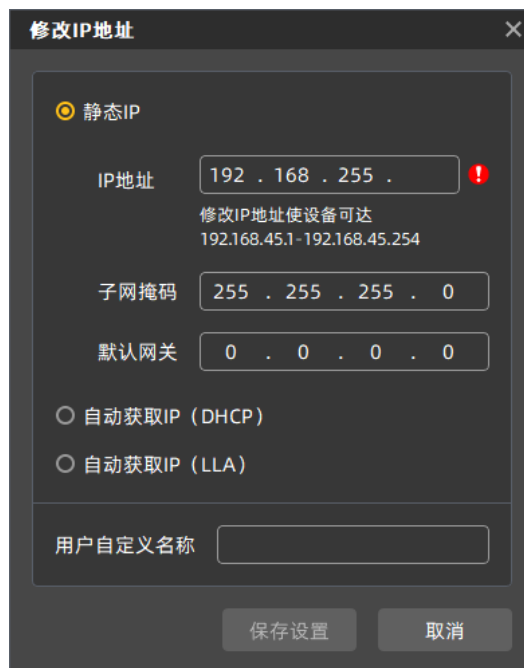 修改IP地址
静态IP
IP地址 192 . 168 . 255 .
修改IP地址使设备可达
192.168.45.1-192.168.45.254
子网掩码 255 . 255 . 255 . 0
默认网关 0 . 0 . 0 . 0
自动获取IP（DHCP）
自动获取IP（LLA）
用户自定义名称
保存设置 取消